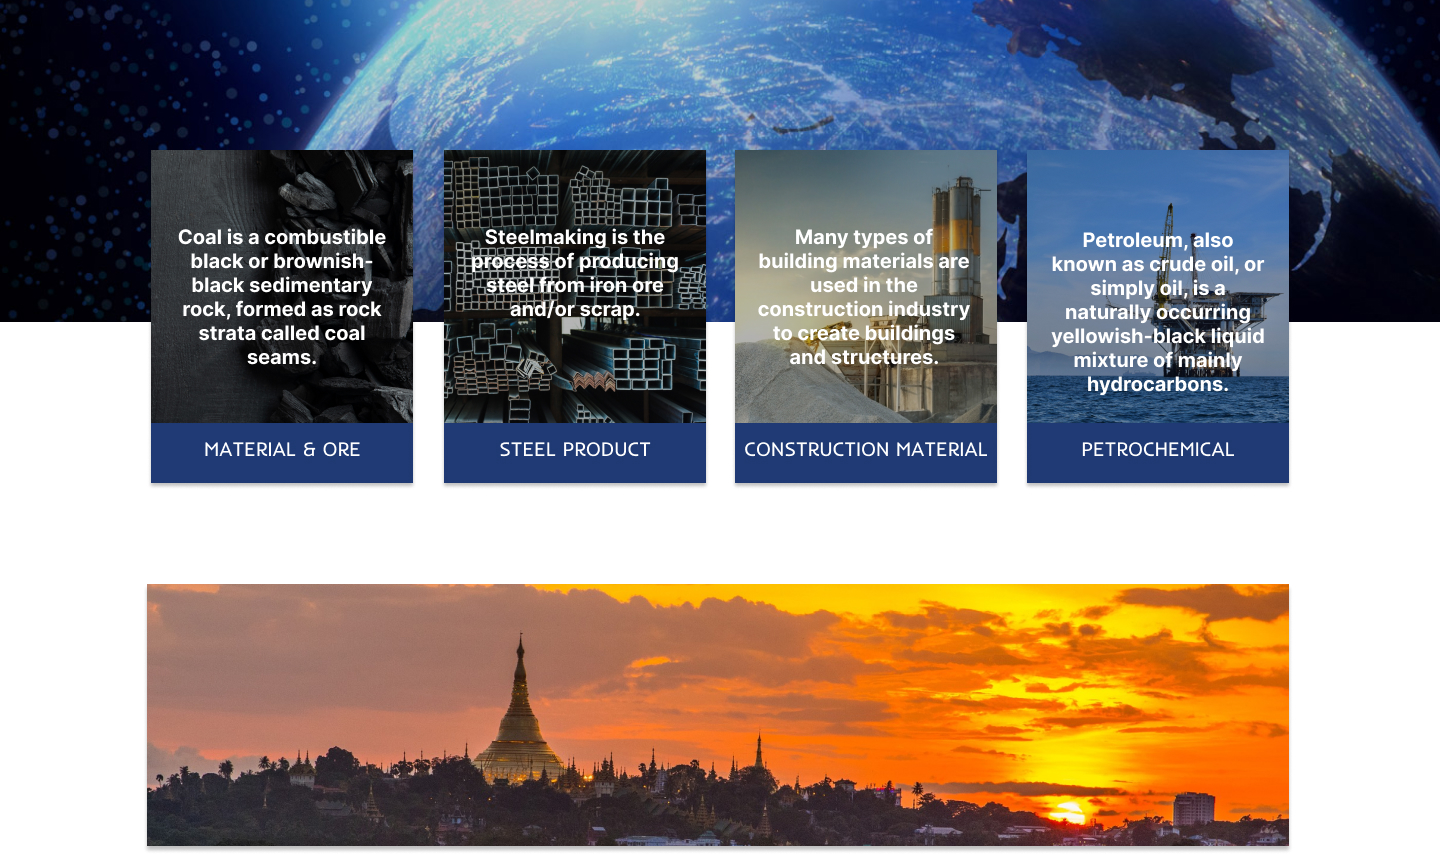 Coal is a combustible
black or brownish-
black sedimentary
rock, formed as rock
strata called coal
seams.
MATERIAL & ORE
Steelmaking is the
process of producing
steel from iron ore
and/or scrap.
STEEL PRODUCT
Many types of
building materials are
used in the
construction industry
to create buildings
and structures.
CONSTRUCTION MATERIAL
Petroleum, also
known as crude oil, or
simply oil, is a
naturally occurring
yellowish-black liquid
mixture of mainly
hydrocarbons.
PETROCHEMICAL